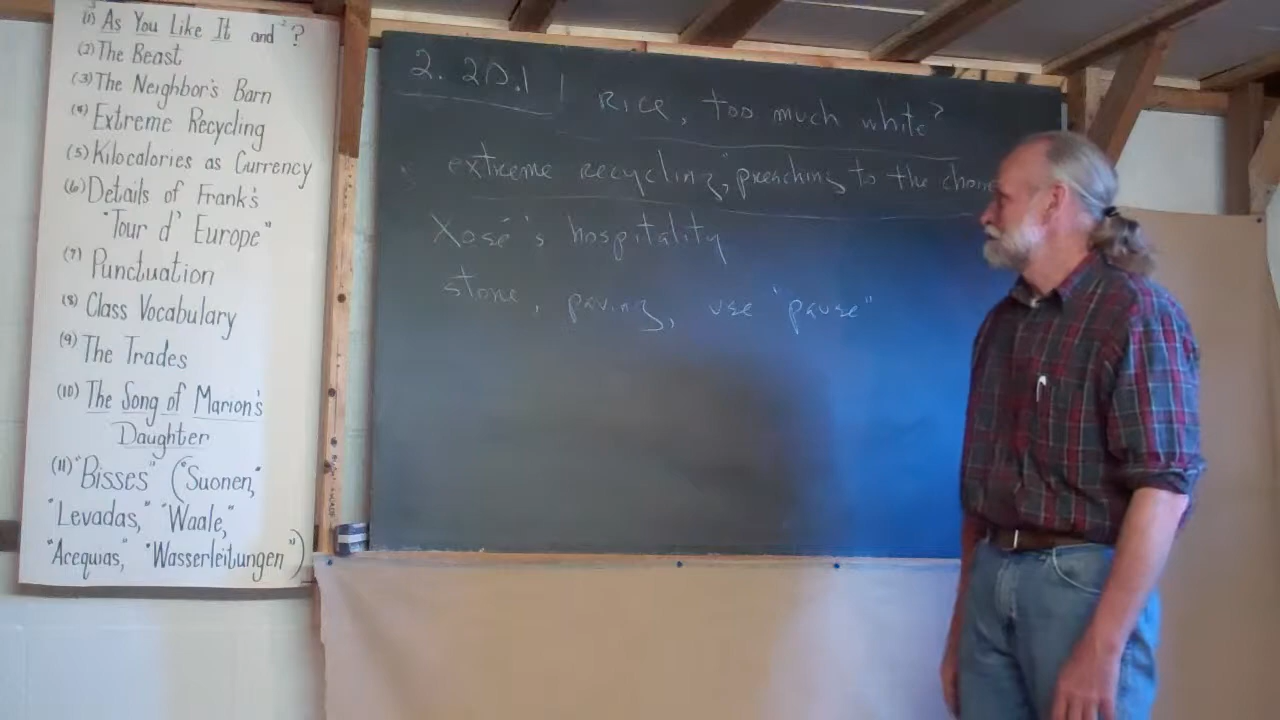 (1) As You Like It and ?
(2) The Beast
(3) The Neighbor's Barn
(4) Extreme Recycling
(5) Kilocalories as Currency
(6) Details of Frank's
"Tour d' Europe"
(7) Punctuation
(8) Class Vocabulary
(9) The Trades
(10) The Song of Marion's
Daughter
(11) "Bisses" ("Suonen,"
"Levadas," "Waale,"
"Acequias," "Wasserleitungen")
2. 2D.1 | Rice, too much white?
extreme recycling, preaching to the
Xosé's hospitality
stone, paving, use "pause"